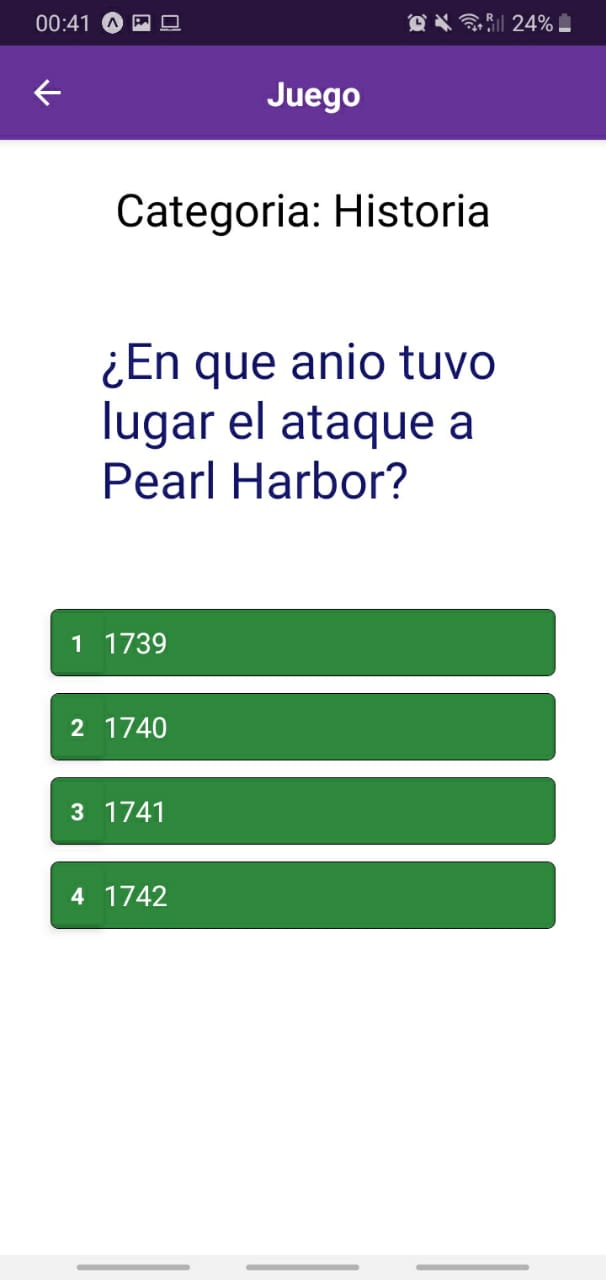 00:41 R 24%
Juego
Categoria: Historia
¿En que anio tuvo
lugar el ataque a
Pearl Harbor?
1 1739
2 1740
3 1741
4 1742